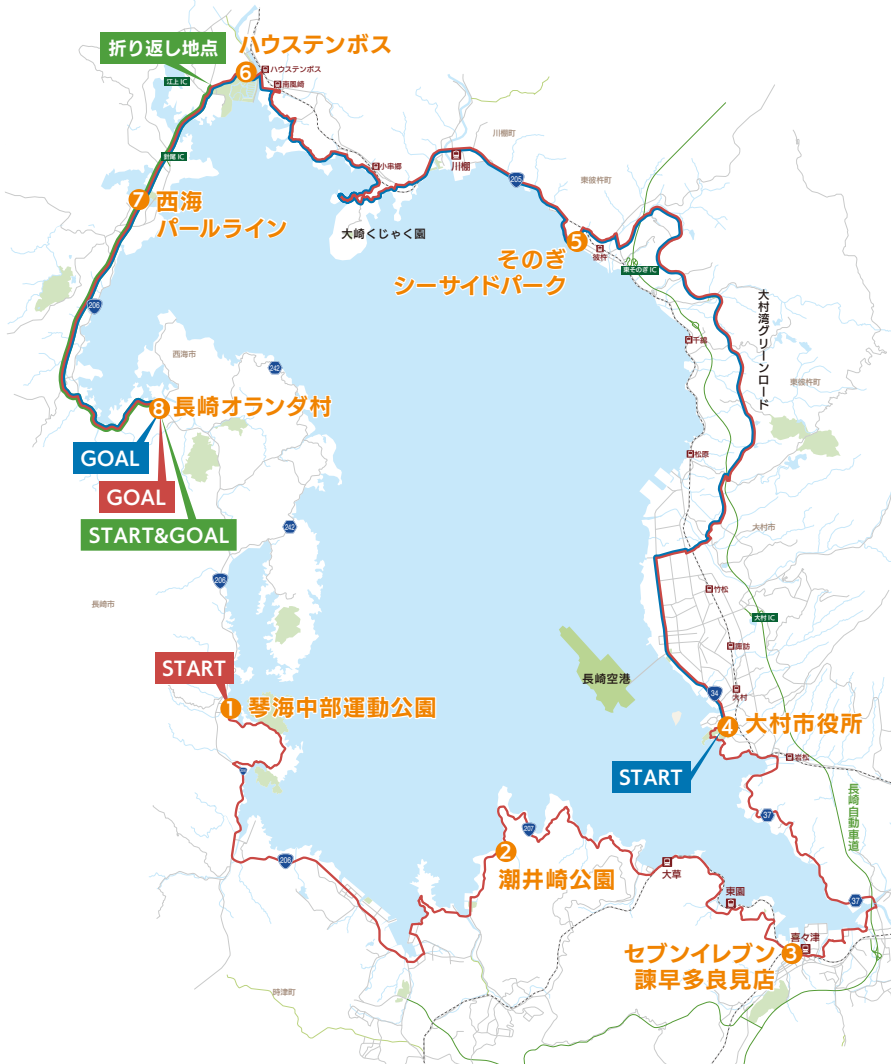 折り返し地点
ハウステンボス
6
ハウステンボス
江上IC
南風崎
川棚町
針尾IC
小串郷
川棚
205
東彼杵町
7
西海
パールライン
大崎くじゃく園
5
そのぎ
シーサイドパーク
彼杵
東そのぎIC
大村湾グリーンロード
206
千綿
西海市
242
東彼杵町
8
長崎オランダ村
GOAL
GOAL
START&GOAL
松原
242
大村市
206
竹松
長崎市
大村IC
諏訪
START
長崎空港
大村
34
1
琴海中部運動公園
4
大村市役所
岩松
START
長崎自動車道
37
207
2
潮井崎公園
206
大草
東園
37
喜々津
3
セブンイレブン
諫早多良見店
時津町